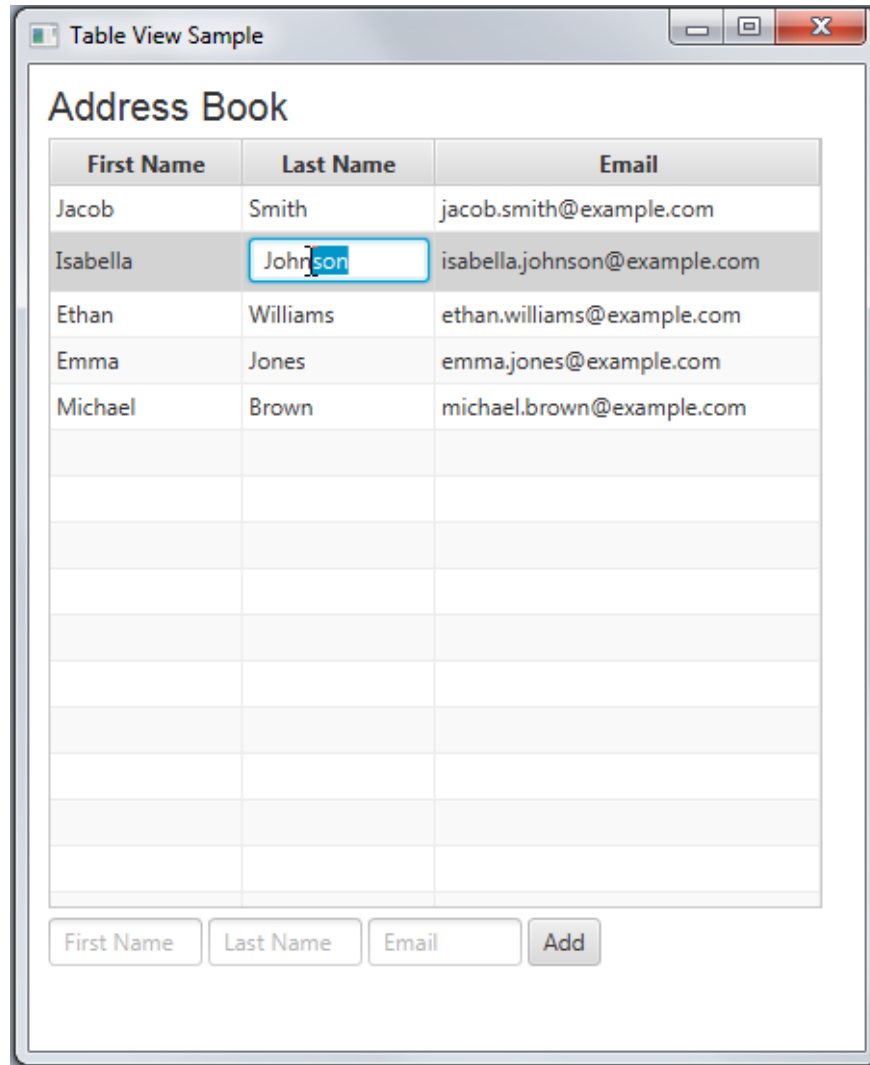 Table View Sample
Address Book
First Name Last Name Email
Jacob Smith jacob.smith@example.com
Isabella Johnson isabella.johnson@example.com
Ethan Williams ethan.williams@example.com
Emma Jones emma.jones@example.com
Michael Brown michael.brown@example.com
First Name Last Name Email Add